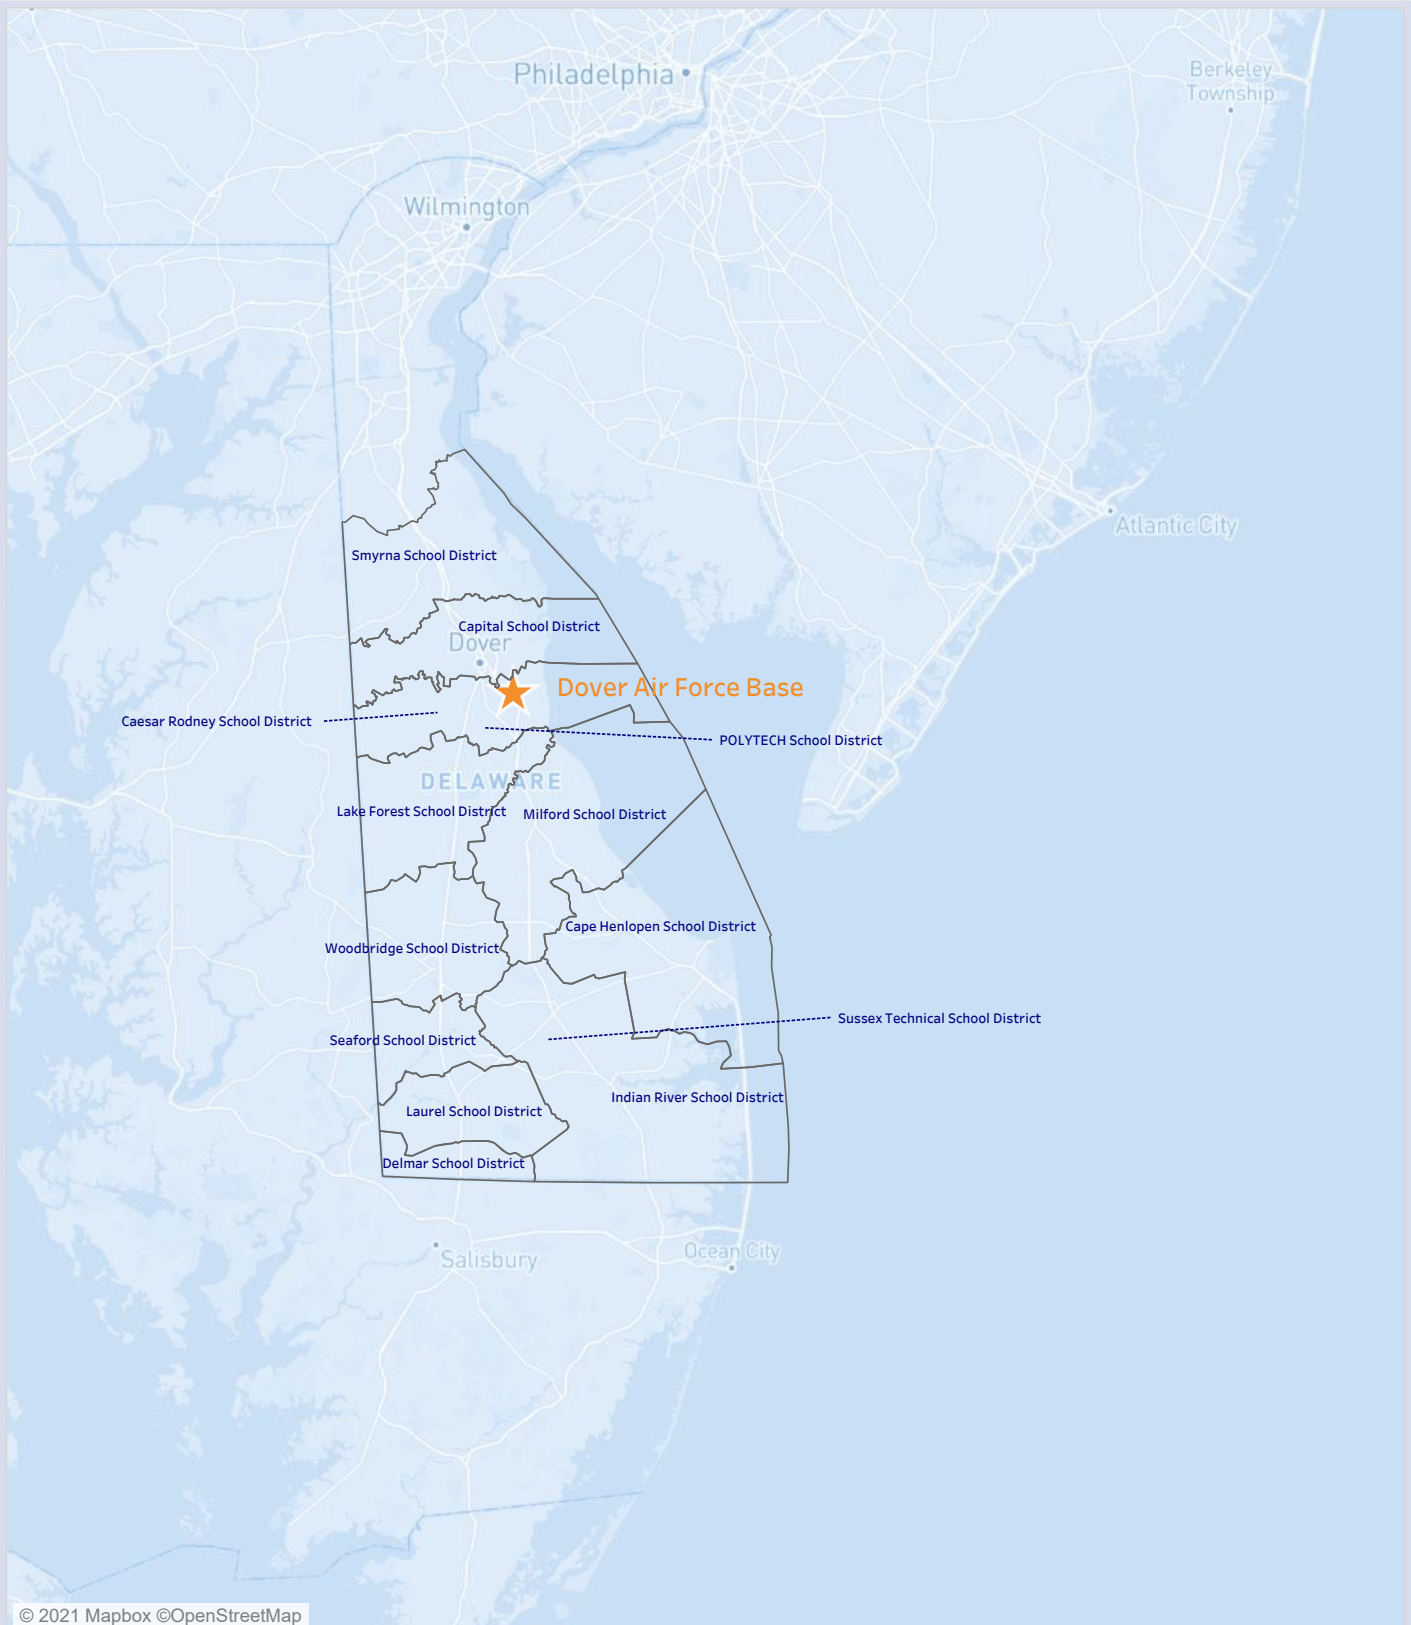 Philadelphia
Berkeley
Township
Wilmington
Atlantic City
Smyrna School District
Capital School District
Dover
Dover Air Force Base
Caesar Rodney School District
POLYTECH School District
DELAWARE
Lake Forest School District
Milford School District
Cape Henlopen School District
Woodbridge School District
Sussex Technical School District
Seaford School District
Indian River School District
Laurel School District
Delmar School District
Ocean City
Salisbury
© 2021 Mapbox ©OpenStreetMap